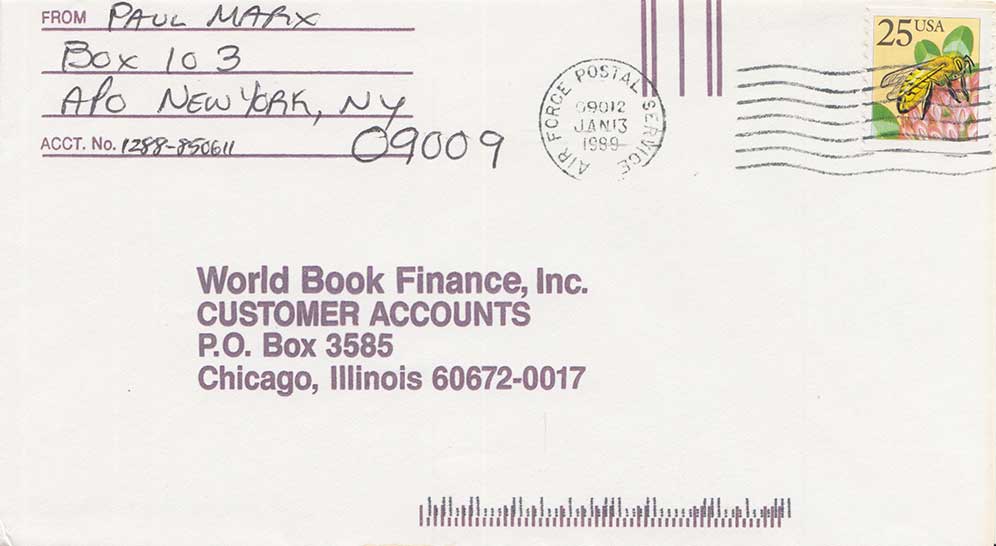 FROM PAUL MARX
BOX 103
APO NEW YORK, NY
09009
ACCT. No. 1288-850611
AIR FORCE POSTAL SERVICE
09012
JAN 13
1989
25 USA
World Book Finance, Inc.
CUSTOMER ACCOUNTS
P.O. Box 3585
Chicago, Illinois 60672-0017